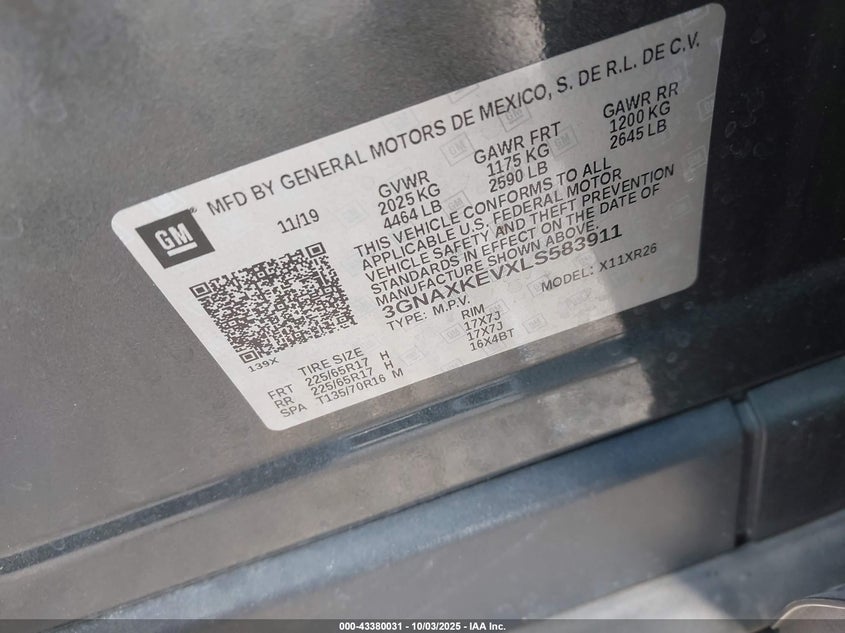 MFD BY GENERAL MOTORS DE MEXICO, S. DE R.L. DE C.V.
GM
11/19 GVWR GAWR FRT GAWR RR
2025 KG 1175 KG 1200 KG
4464 LB 2590 LB 2645 LB
THIS VEHICLE CONFORMS TO ALL
APPLICABLE U.S. FEDERAL MOTOR
VEHICLE SAFETY AND THEFT PREVENTION
STANDARDS IN EFFECT ON THE DATE OF
MANUFACTURE SHOWN ABOVE.
3GNAXKEVXLS583911
TYPE: M.P.V. MODEL: X11XR26
139X
TIRE SIZE RIM
FRT 225/65R17 H 17X7J
RR 225/65R17 H 17X7J
SPA T135/70R16 M 16X4BT
000-43380031 - 10/03/2025 - IAA Inc.